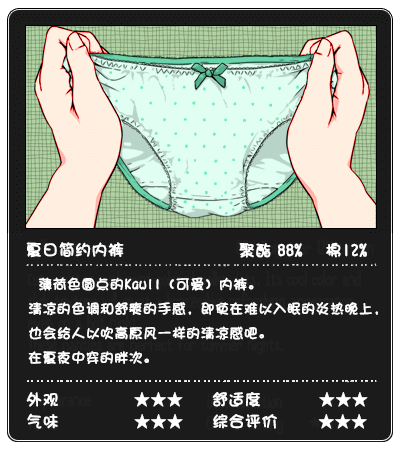 夏日简约内裤 聚酯 88% 棉12%
薄荷色圆点的Kawll（可爱）内裤。
清凉的色调和舒爽的手感，即使在难以入眠的炎热晚上，
也会给人以吹高原风一样的清凉感吧。
在夏夜中穿的胖次。
外观 ★★★ 舒适度 ★★★
气味 ★★★ 综合评价 ★★★